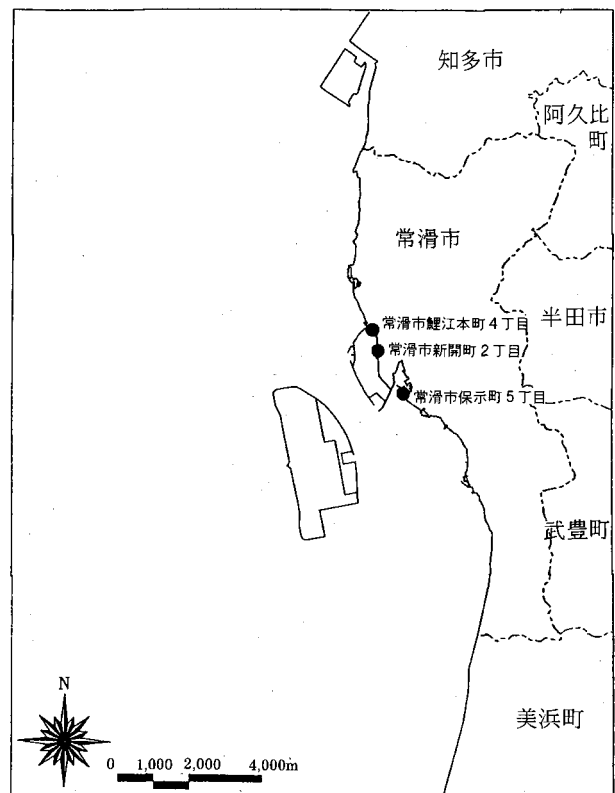 知多市
阿久比
町
常滑市
常滑市鯉江本町4丁目
半田市
常滑市新開町2丁目
常滑市保示町5丁目
武豊町
美浜町
N
0 1,000 2,000 4,000m